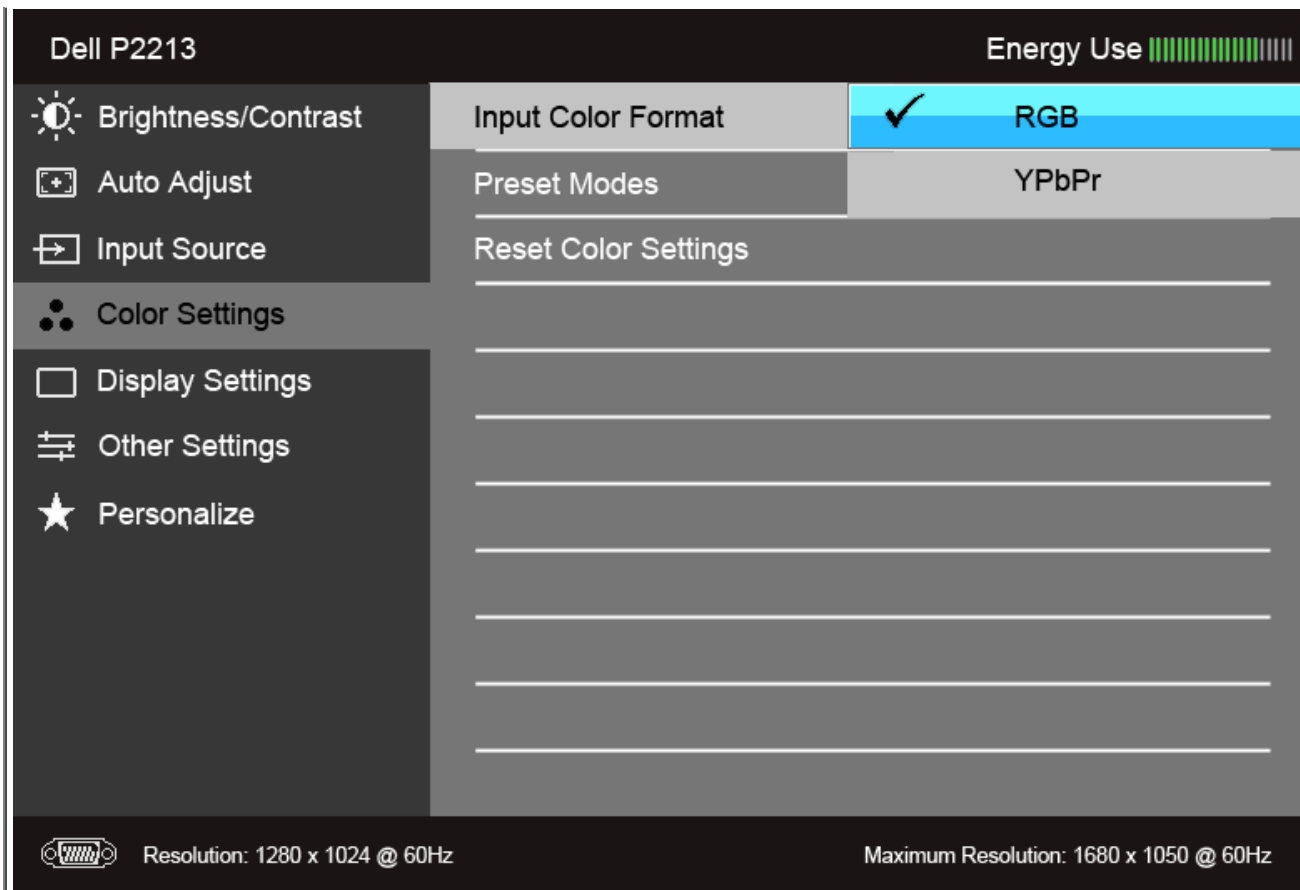 Dell P2213
Energy Use
Brightness/Contrast
Auto Adjust
Input Source
Color Settings
Display Settings
Other Settings
Personalize
Input Color Format
RGB
YPbPr
Preset Modes
Reset Color Settings
Resolution: 1280 x 1024 @ 60Hz
Maximum Resolution: 1680 x 1050 @ 60Hz